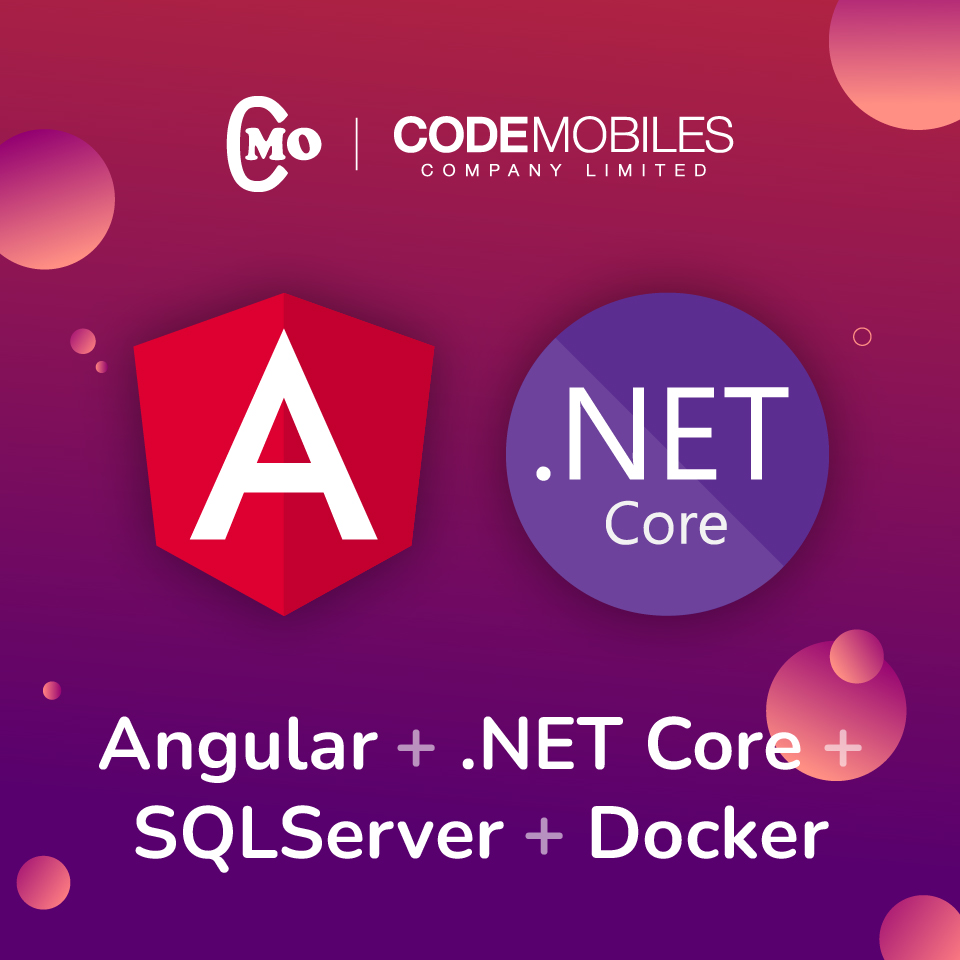 CMO | CODEMOBILES
COMPANY LIMITED
A
.NET
Core
Angular + .NET Core +
SQLServer + Docker